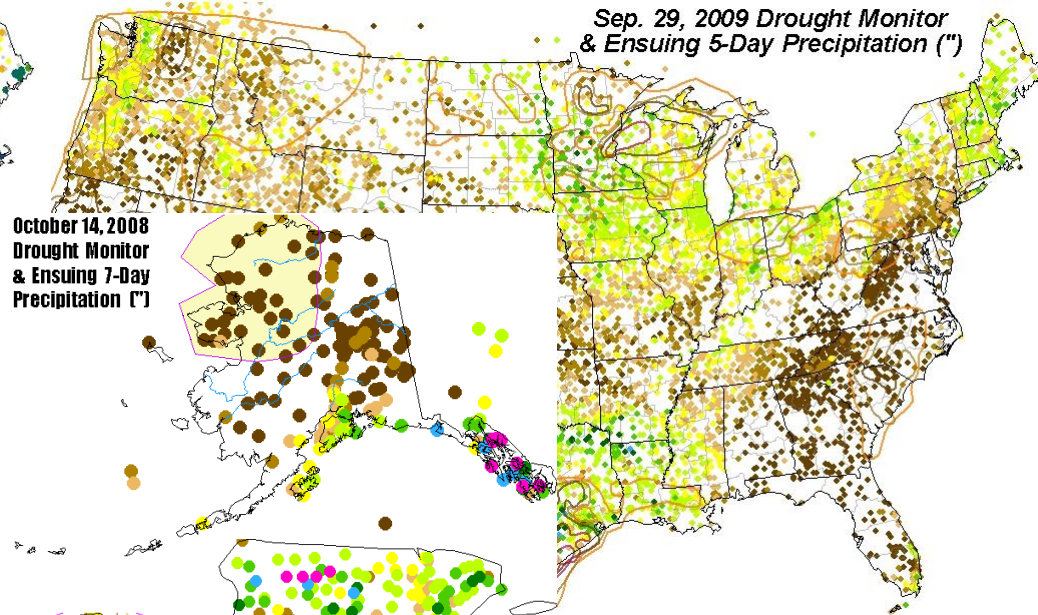 Sep. 29, 2009 Drought Monitor
& Ensuing 5-Day Precipitation (")
October 14, 2008
Drought Monitor
& Ensuing 7-Day
Precipitation (")